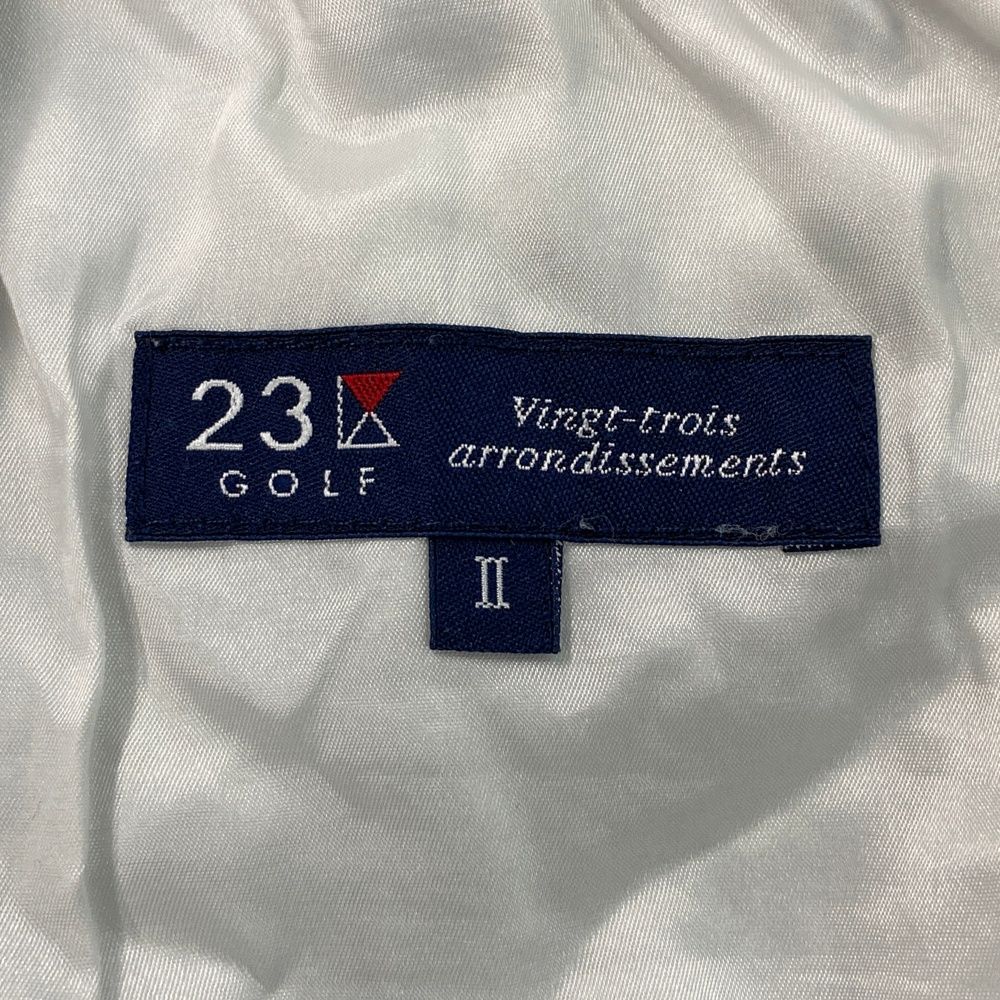 23
GOLF
Vingt-trois
arrondissements
II